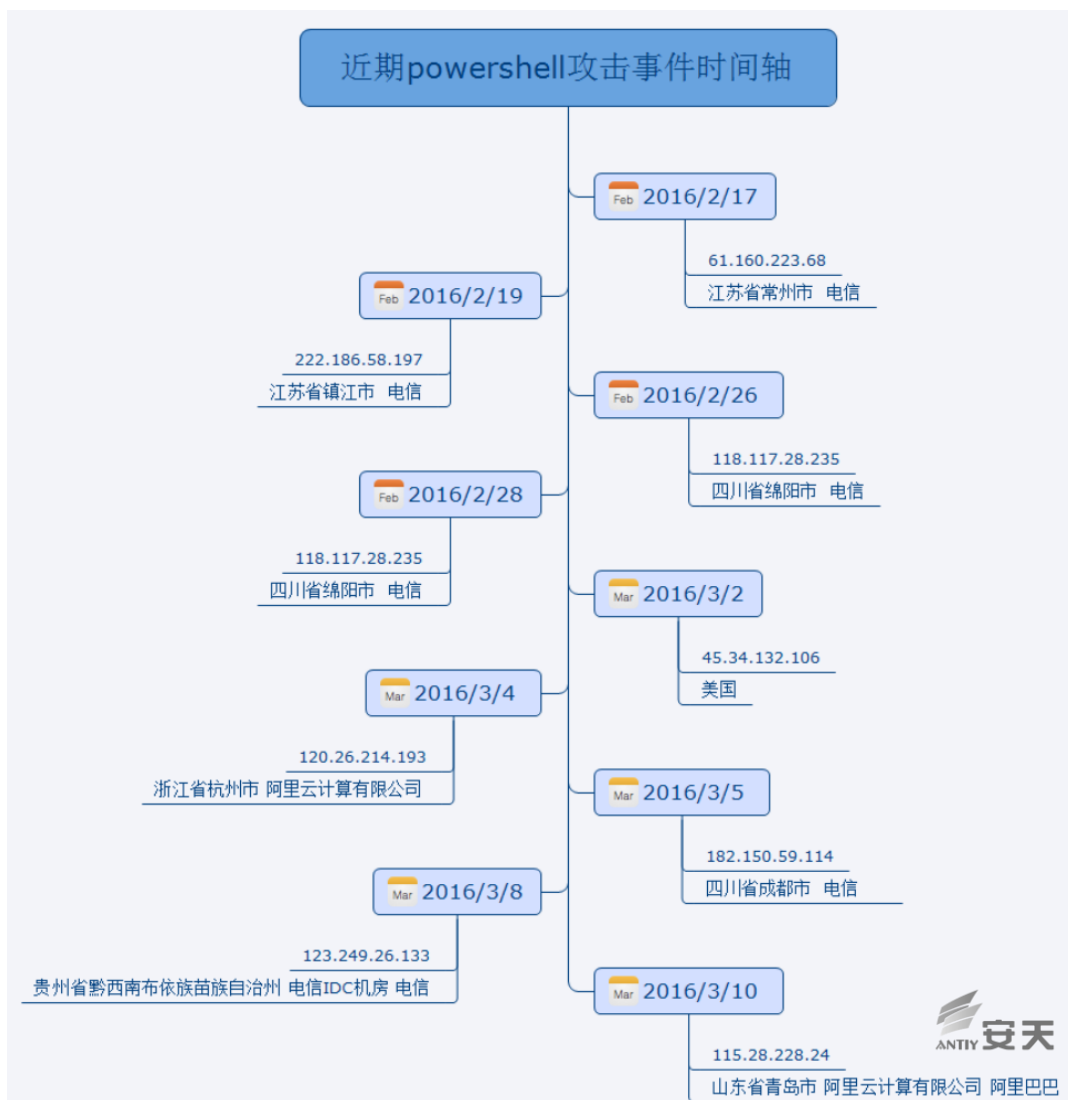 近期powershell攻击事件时间轴
Feb 2016/2/17
61.160.223.68
江苏省常州市 电信
Feb 2016/2/19
222.186.58.197
江苏省镇江市 电信
Feb 2016/2/26
118.117.28.235
四川省绵阳市 电信
Feb 2016/2/28
118.117.28.235
四川省绵阳市 电信
Mar 2016/3/2
45.34.132.106
美国
Mar 2016/3/4
120.26.214.193
浙江省杭州市 阿里云计算有限公司
Mar 2016/3/5
182.150.59.114
四川省成都市 电信
Mar 2016/3/8
123.249.26.133
贵州省黔西南布依族苗族自治州 电信IDC机房 电信
Mar 2016/3/10
115.28.228.24
山东省青岛市 阿里云计算有限公司 阿里巴巴
ANTIY 安天